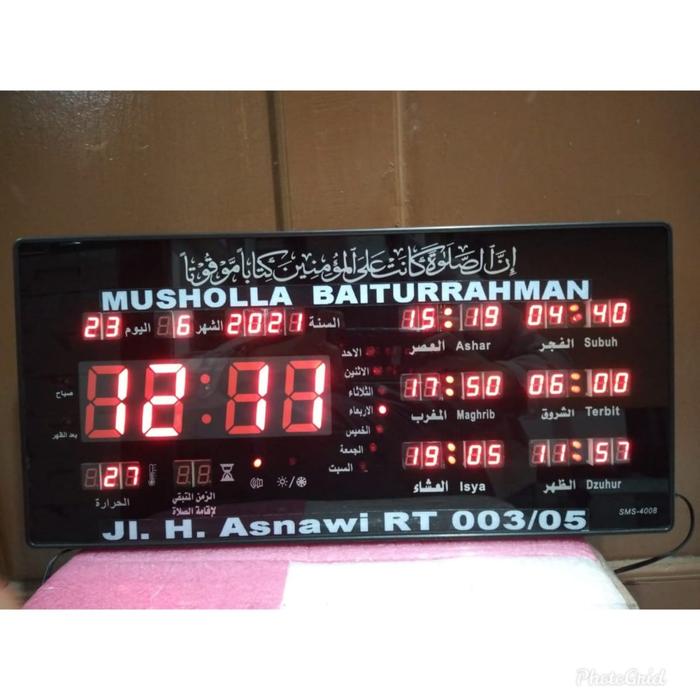 إن الصلوة كانت على المؤمنين كتابا موقوتا
MUSHOLLA BAITURRAHMAN
23 اليوم 6 الشهر 2021 السنة
15:19 04:40
العصر Ashar الفجر Subuh
12:11
صباح
بعد الظهر
الاحد
الاثنين
الثلاثاء
الاربعاء
الخميس
الجمعة
السبت
17:50 06:00
المغرب Maghrib الشروق Terbit
19:05 11:57
العشاء Isya الظهر Dzuhur
27
الحرارة
الزمن المتبقي
لإقامة الصلاة
SMS-4008
Jl. H. Asnawi RT 003/05
PhotoGrid